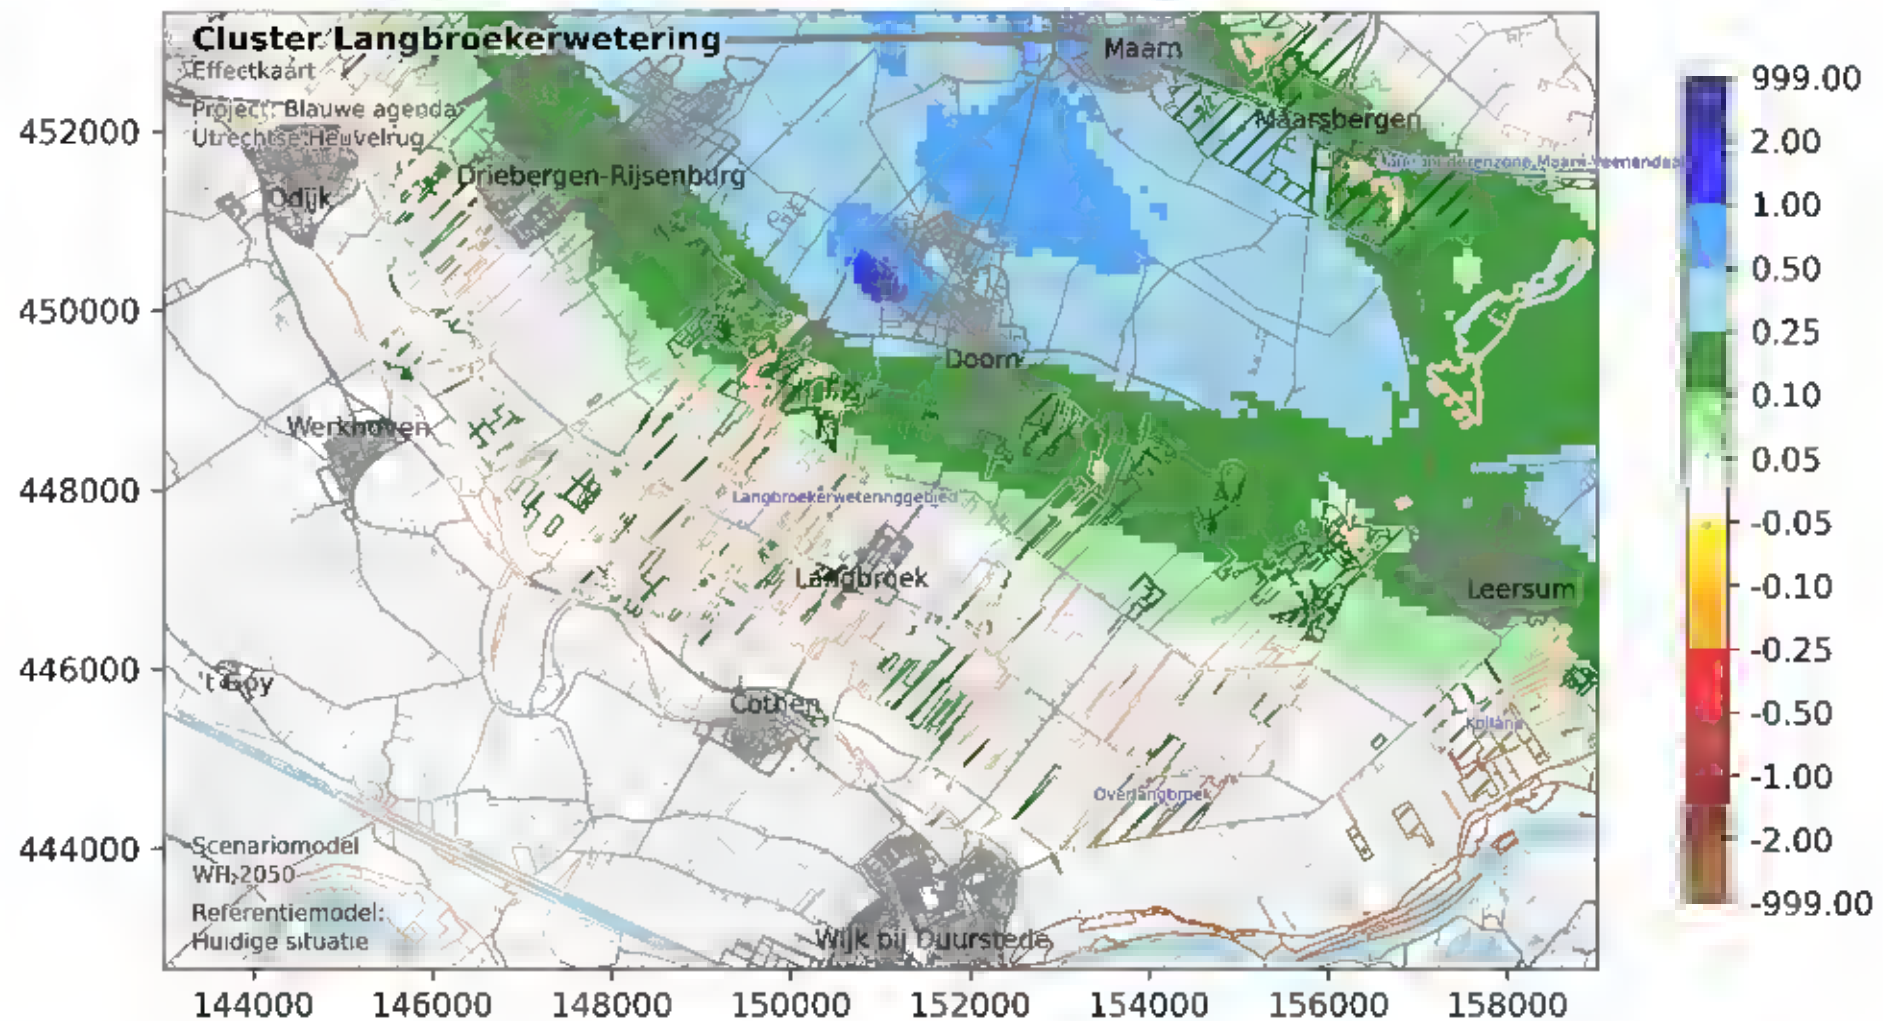 Cluster Langbroekerwetering
Effectkaart
Project: Blauwe agenda
Utrechtse Heuvelrug
Maarn
Maarsbergen
Driebergen-Rijsenburg
Odijk
Doorn
Werkhoven
Langbroekerweteringgebied
Langbroek
Leersum
't Goy
Cothen
Kolland
Overlangbroek
Scenariomodel
WH,2050
Referentiemodel:
Huidige situatie
Wijk bij Duurstede
452000
450000
448000
446000
444000
144000 146000 148000 150000 152000 154000 156000 158000
999.00
2.00
1.00
0.50
0.25
0.10
0.05
-0.05
-0.10
-0.25
-0.50
-1.00
-2.00
-999.00